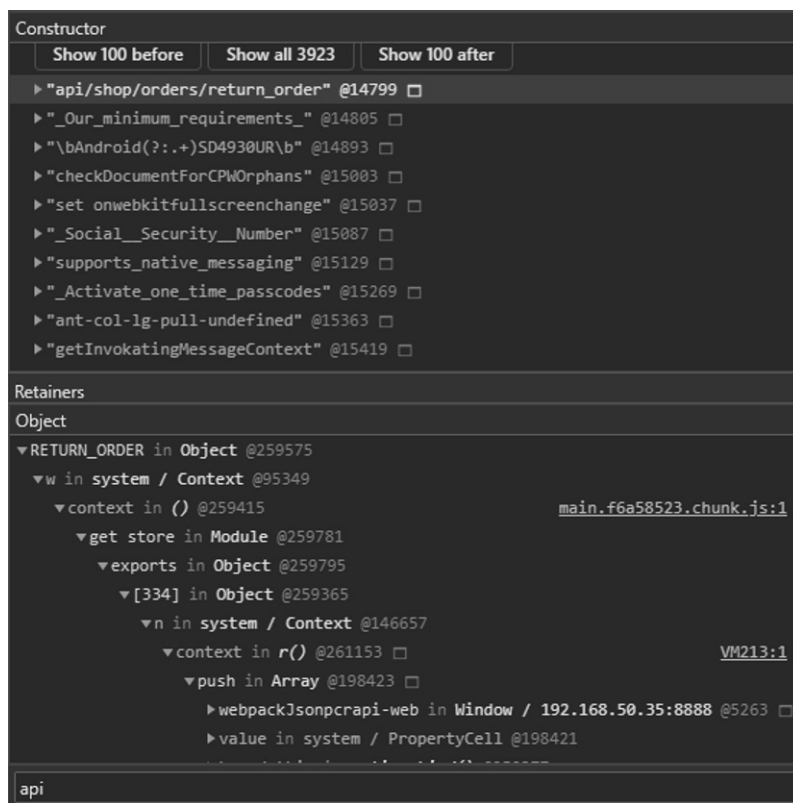 Constructor
Show 100 before Show all 3923 Show 100 after
"api/shop/orders/return_order" @14799
"_Our_minimum_requirements_" @14805
"\bAndroid(?:.+)SD4930UR\b" @14893
"checkDocumentForCPWOrphans" @15003
"set onwebkitfullscreenchange" @15037
"_Social__Security__Number" @15087
"supports_native_messaging" @15129
"_Activate_one_time_passcodes" @15269
"ant-col-lg-pull-undefined" @15363
"getInvokatingMessageContext" @15419
Retainers
Object
RETURN_ORDER in Object @259575
w in system / Context @95349
context in () @259415 main.f6a58523.chunk.js:1
get store in Module @259781
exports in Object @259795
[334] in Object @259365
n in system / Context @146657
context in r() @261153 VM213:1
push in Array @198423
webpackJsonpcrapi-web in Window / 192.168.50.35:8888 @5263
value in system / PropertyCell @198421
api